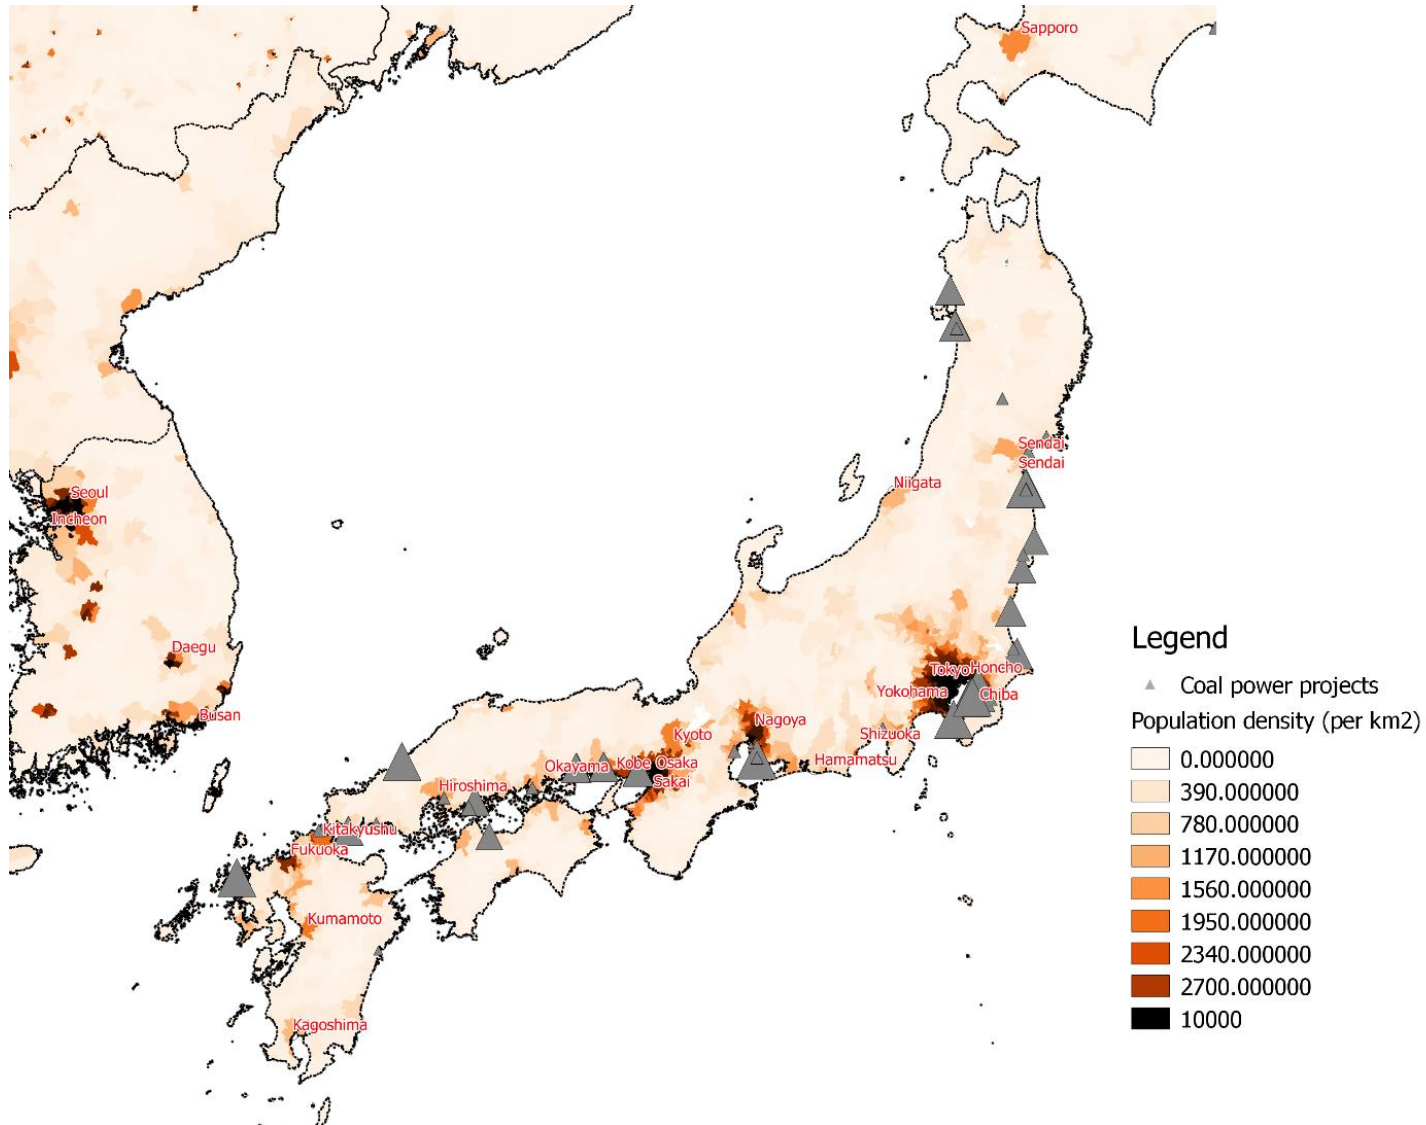 Sapporo
Sendai
Sendai
Niigata
Seoul
Incheon
Daegu
Busan
Tokyo
Honcho
Yokohama
Chiba
Nagoya
Kyoto
Shizuoka
Hamamatsu
Okayama
Kobe
Osaka
Sakai
Hiroshima
Kitakyushu
Fukuoka
Kumamoto
Kagoshima
Legend
Coal power projects
Population density (per km2)
0.000000
390.000000
780.000000
1170.000000
1560.000000
1950.000000
2340.000000
2700.000000
10000